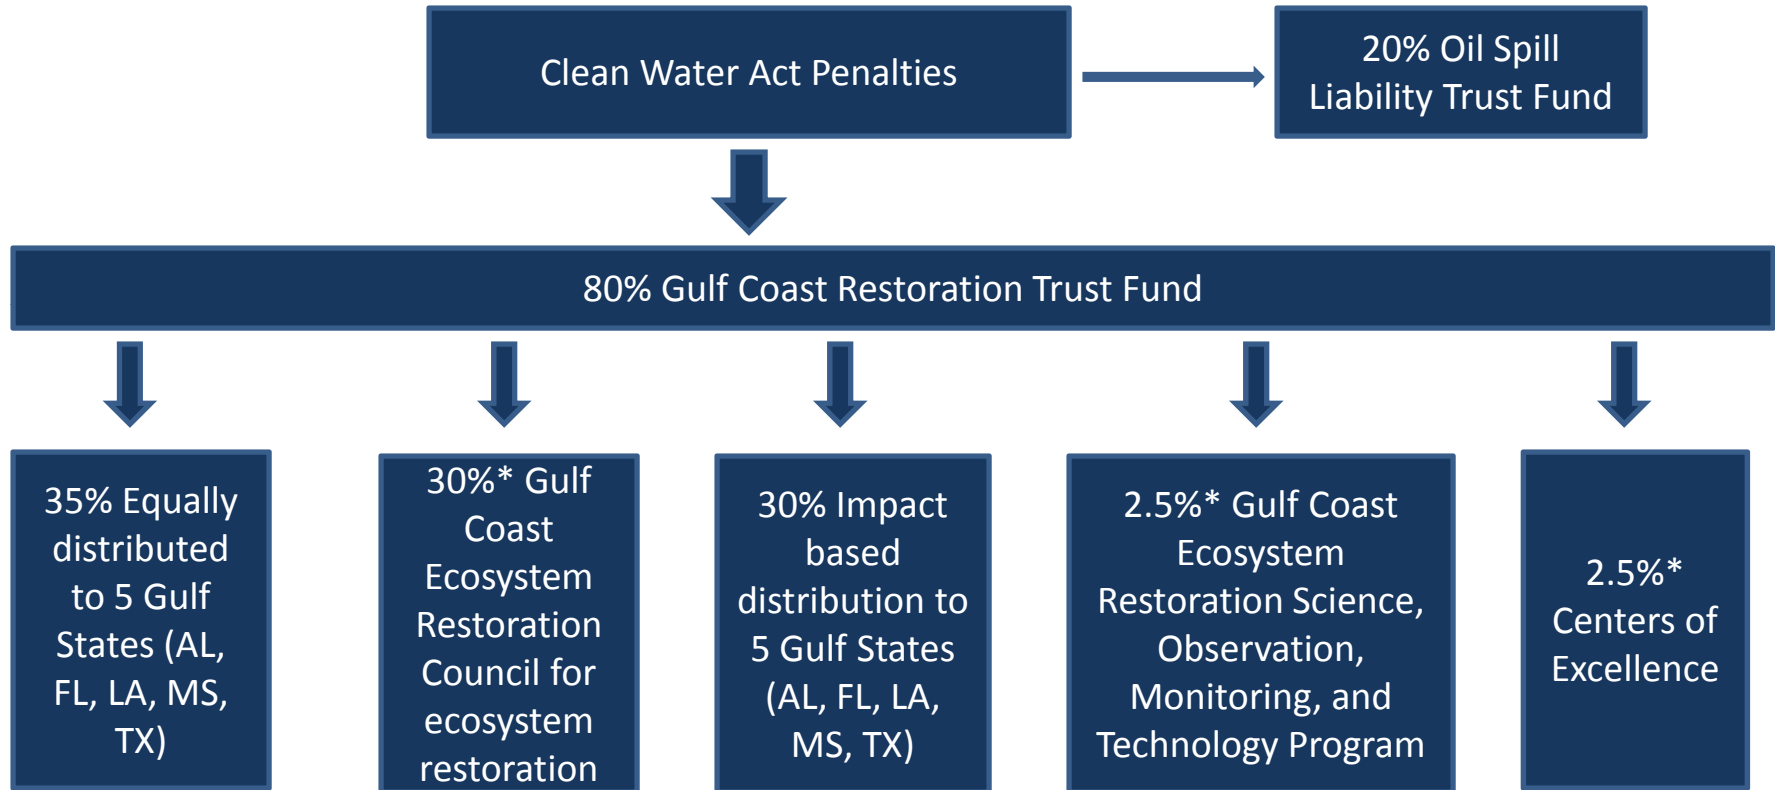 Clean Water Act Penalties
20% Oil Spill
Liability Trust Fund
80% Gulf Coast Restoration Trust Fund
35% Equally
distributed
to 5 Gulf
States (AL,
FL, LA, MS,
TX)
30%* Gulf
Coast
Ecosystem
Restoration
Council for
ecosystem
restoration
30% Impact
based
distribution to
5 Gulf States
(AL, FL, LA,
MS, TX)
2.5%* Gulf Coast
Ecosystem
Restoration Science,
Observation,
Monitoring, and
Technology Program
2.5%*
Centers of
Excellence